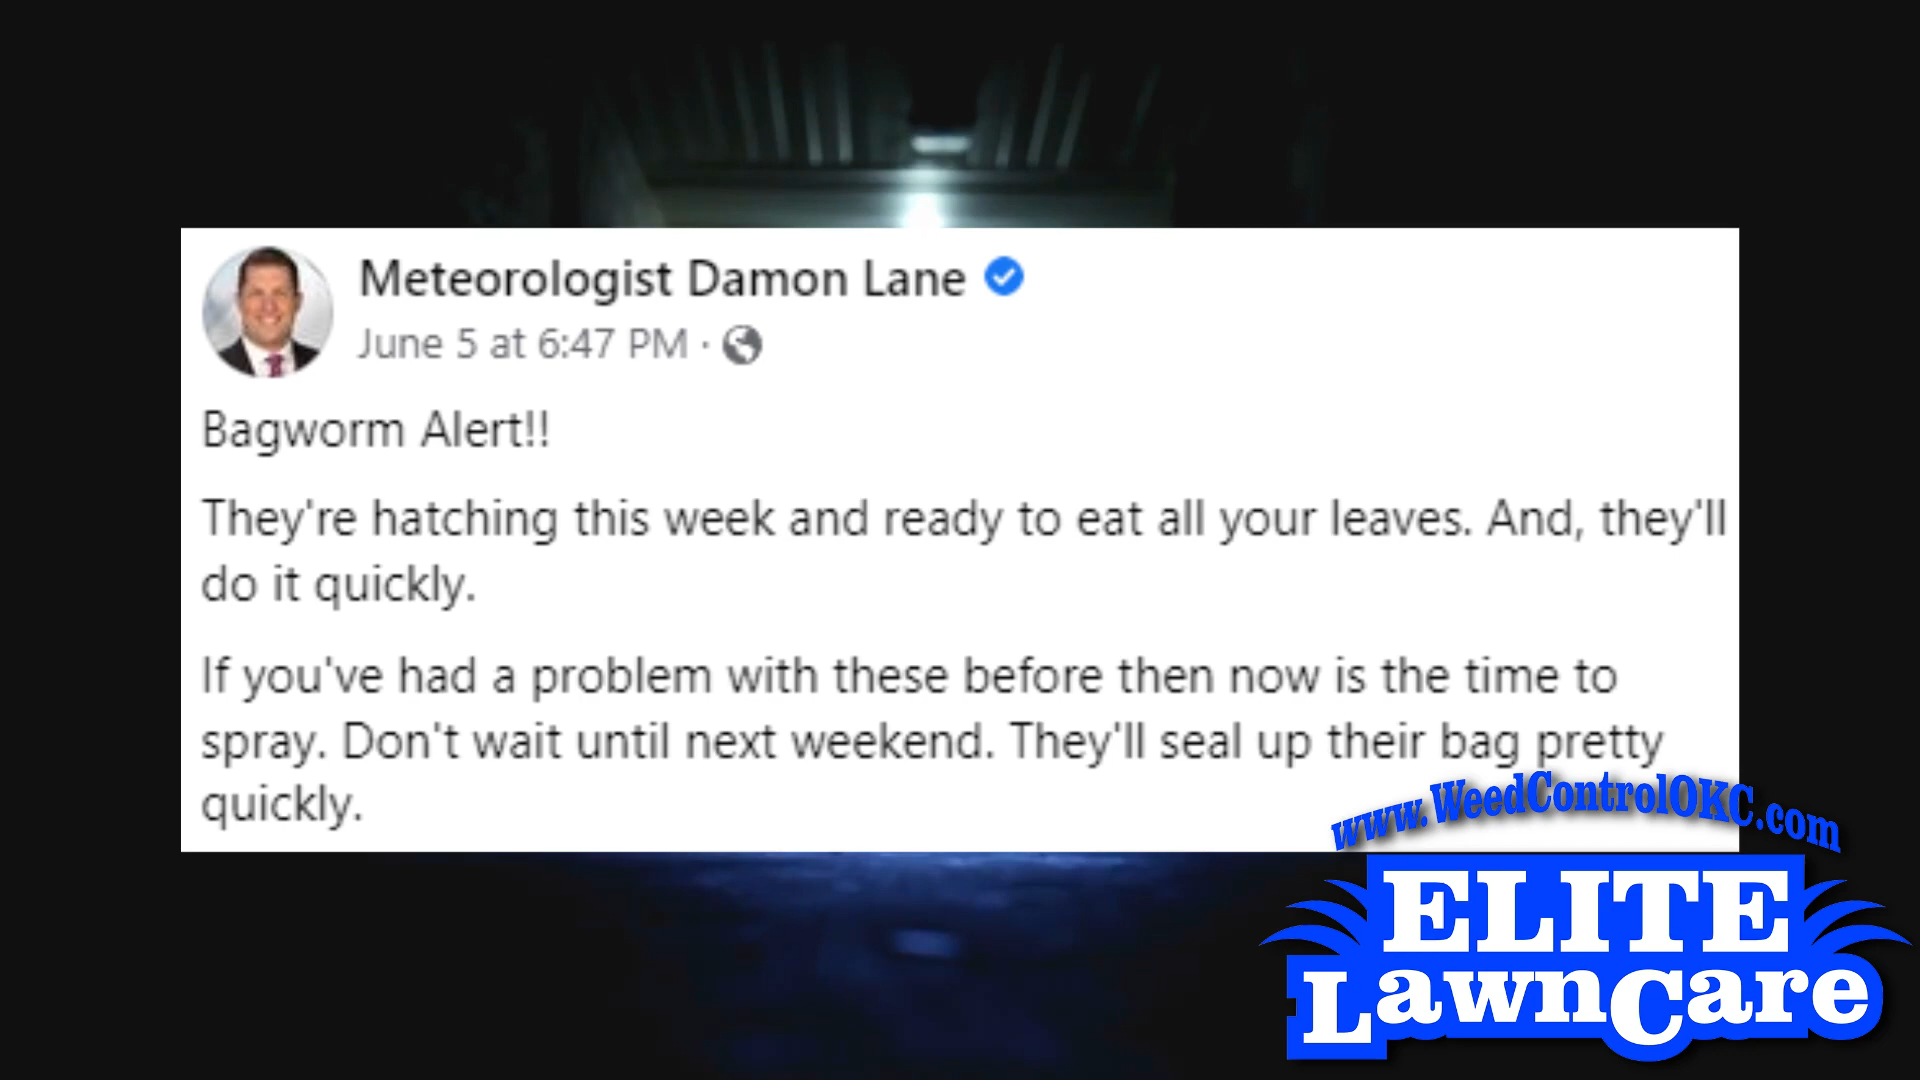 Meteorologist Damon Lane
June 5 at 6:47 PM ·
Bagworm Alert!!
They're hatching this week and ready to eat all your leaves. And, they'll
do it quickly.
If you've had a problem with these before then now is the time to
spray. Don't wait until next weekend. They'll seal up their bag pretty
quickly.
www.WeedControlOKC.com
ELITE
LawnCare